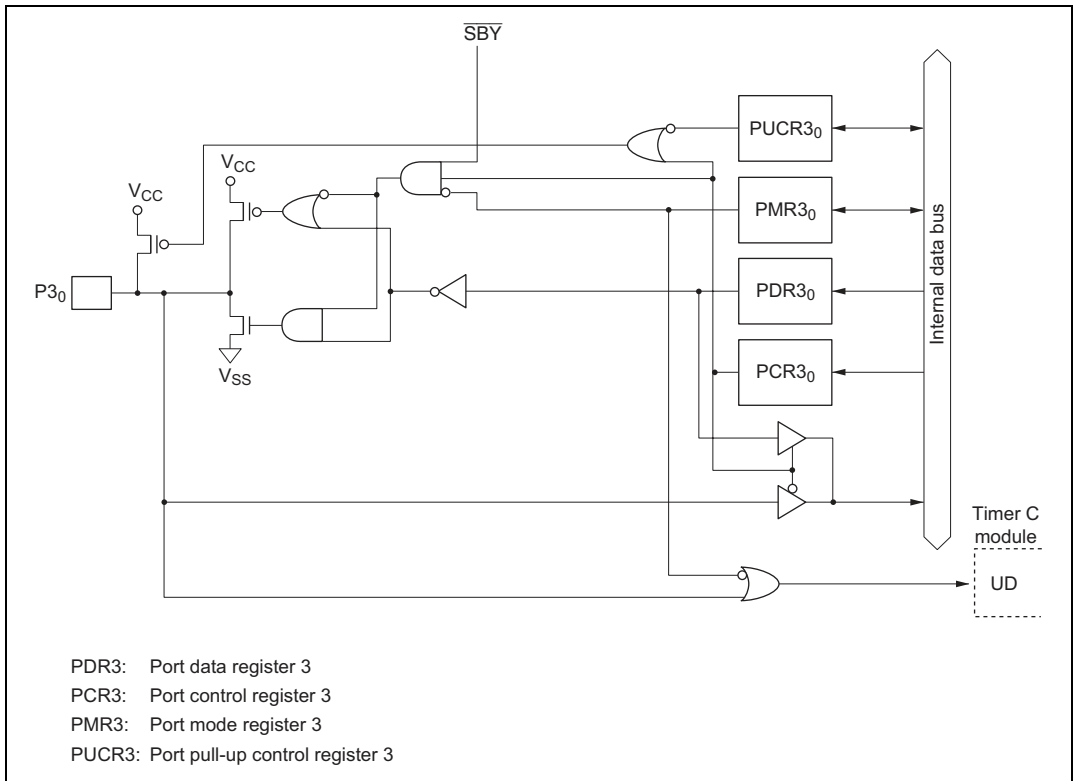 SBY
PUCR3₀
V_CC
V_CC
PMR3₀
P3₀
PDR3₀
Internal data bus
V_SS
PCR3₀
Timer C
module
UD
PDR3: Port data register 3
PCR3: Port control register 3
PMR3: Port mode register 3
PUCR3: Port pull-up control register 3